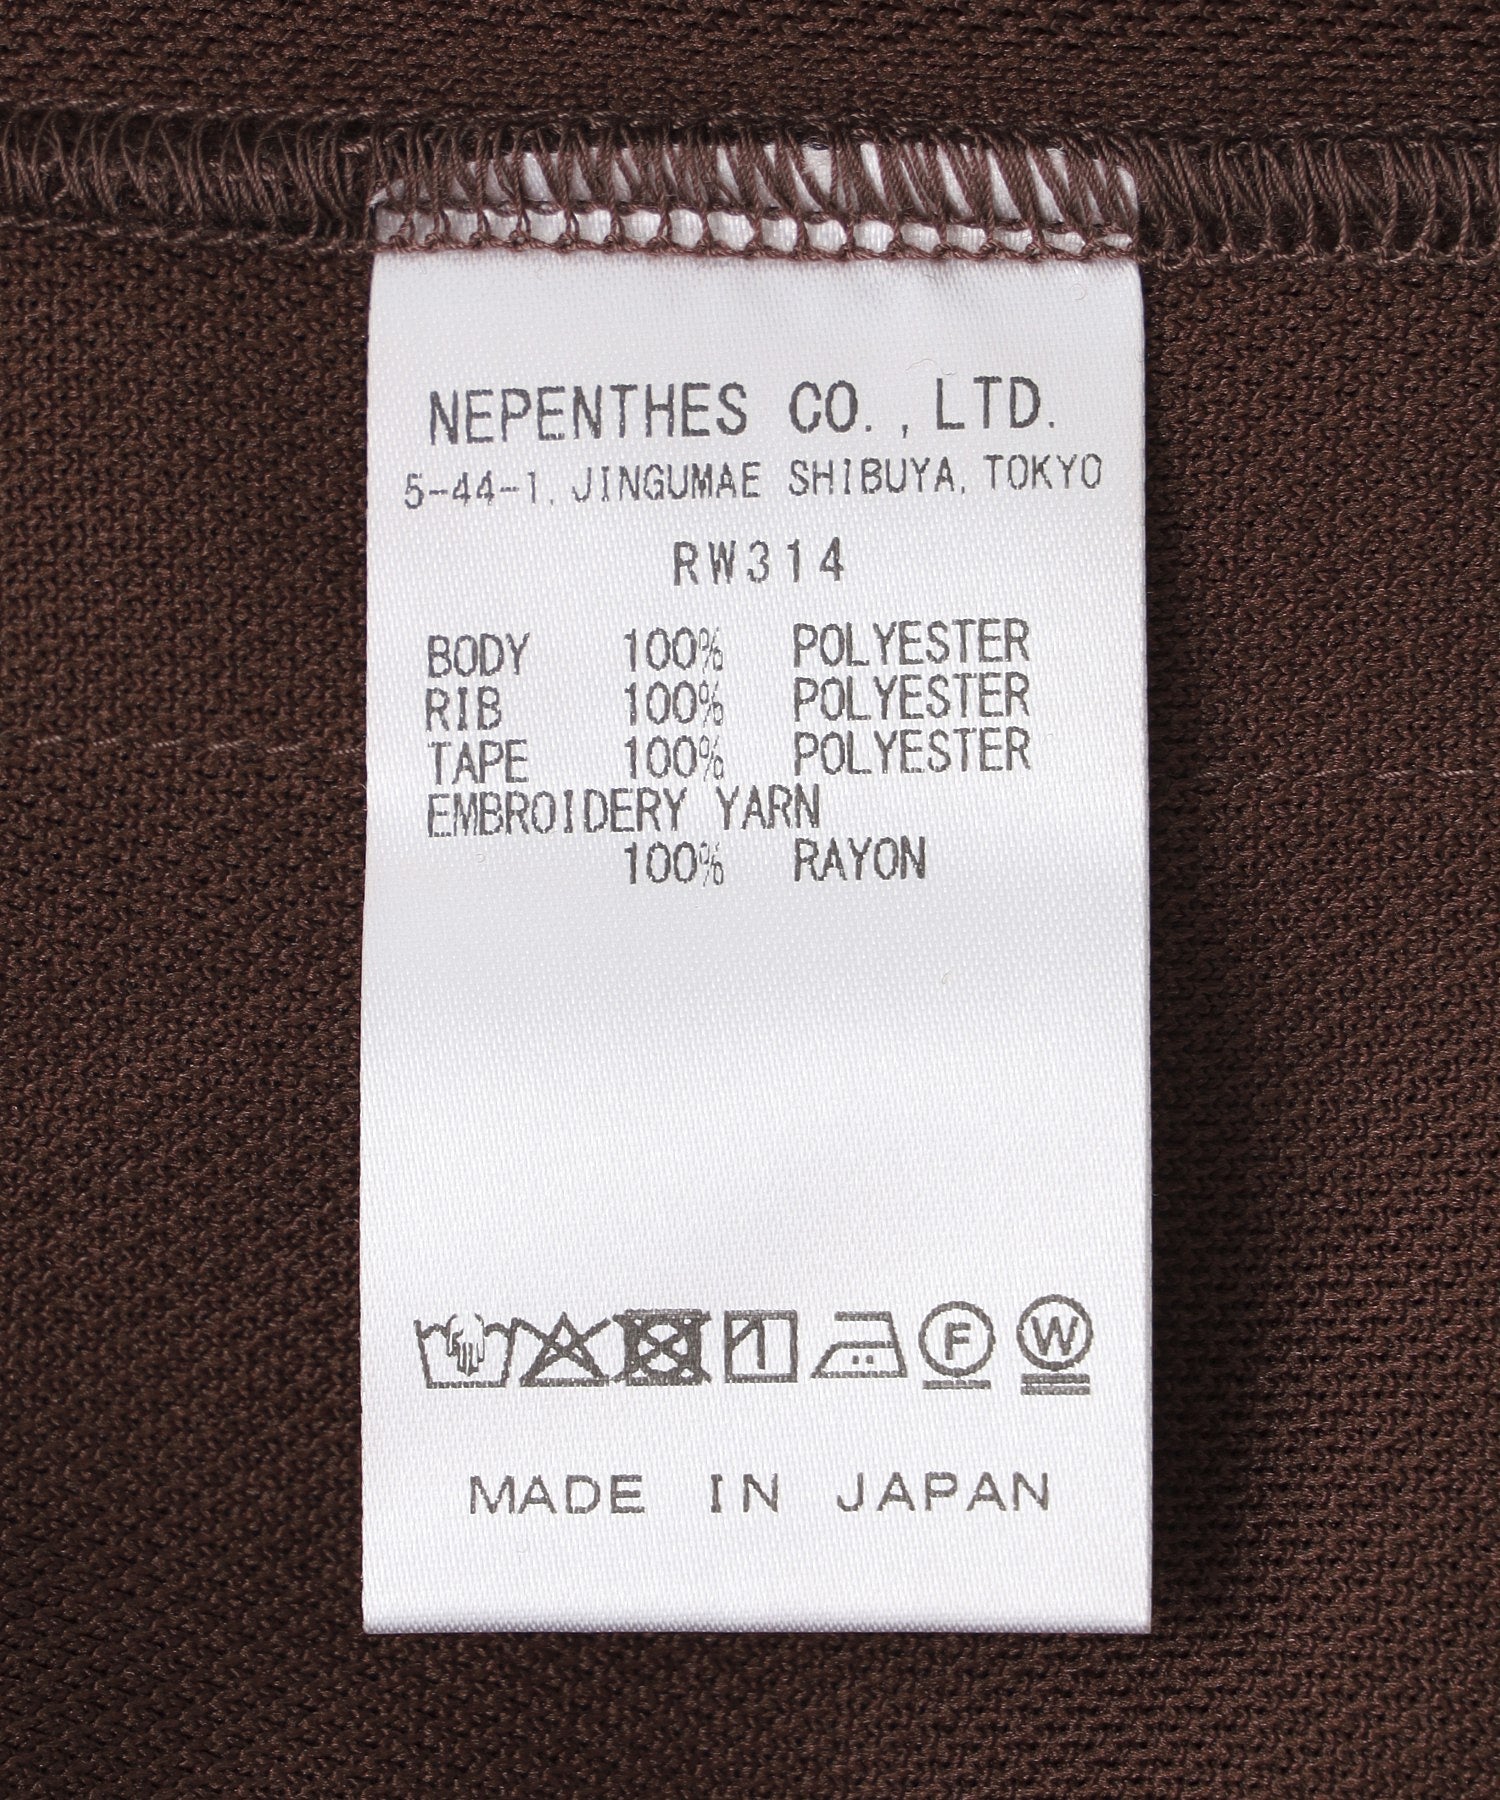 NEPENTHES CO.,LTD.
5-44-1, JINGUMAE SHIBUYA, TOKYO
RW314
BODY 100% POLYESTER
RIB 100% POLYESTER
TAPE 100% POLYESTER
EMBROIDERY YARN
100% RAYON
F W
MADE IN JAPAN